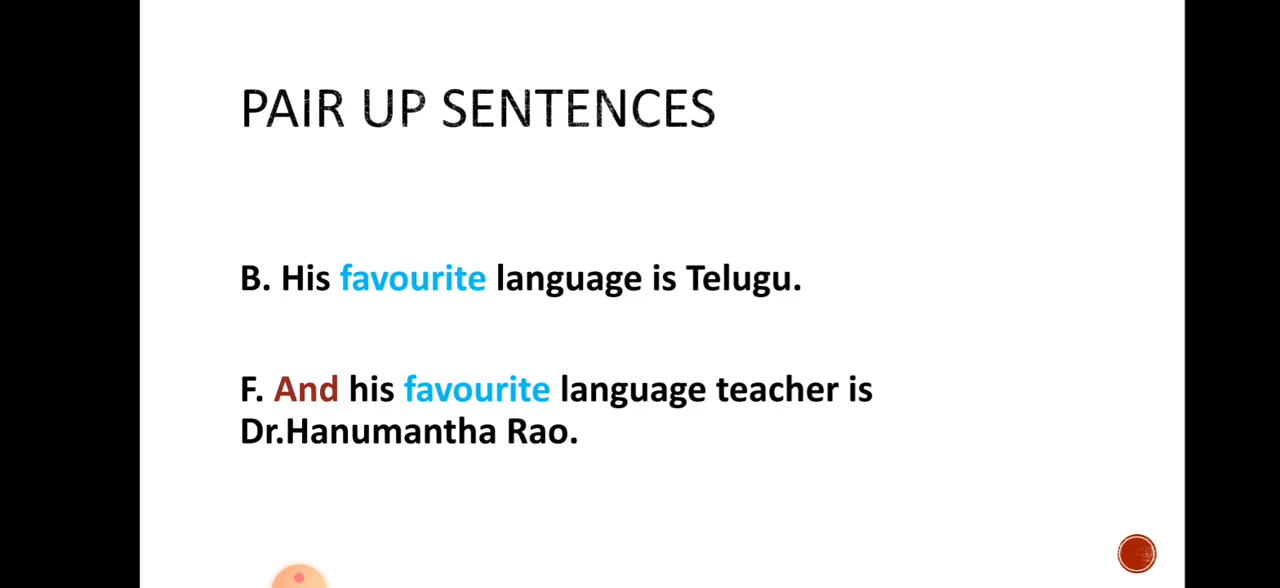 PAIR UP SENTENCES
B. His favourite language is Telugu.
F. And his favourite language teacher is
Dr.Hanumantha Rao.